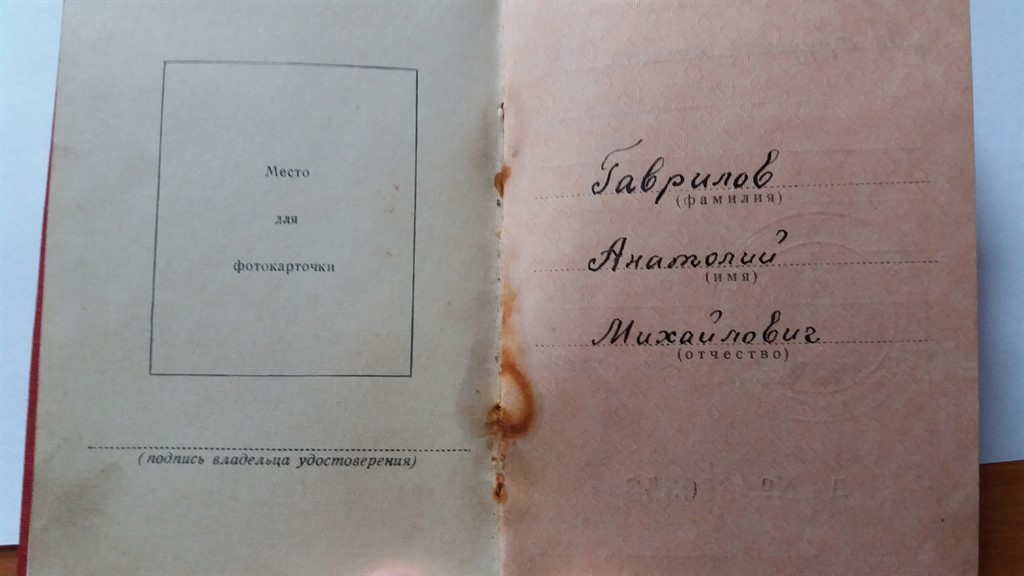 Место
для
фотокарточки
(подпись владельца удостоверения)
Гаврилов
(фамилия)
Анатолий
(имя)
Михайлович
(отчество)